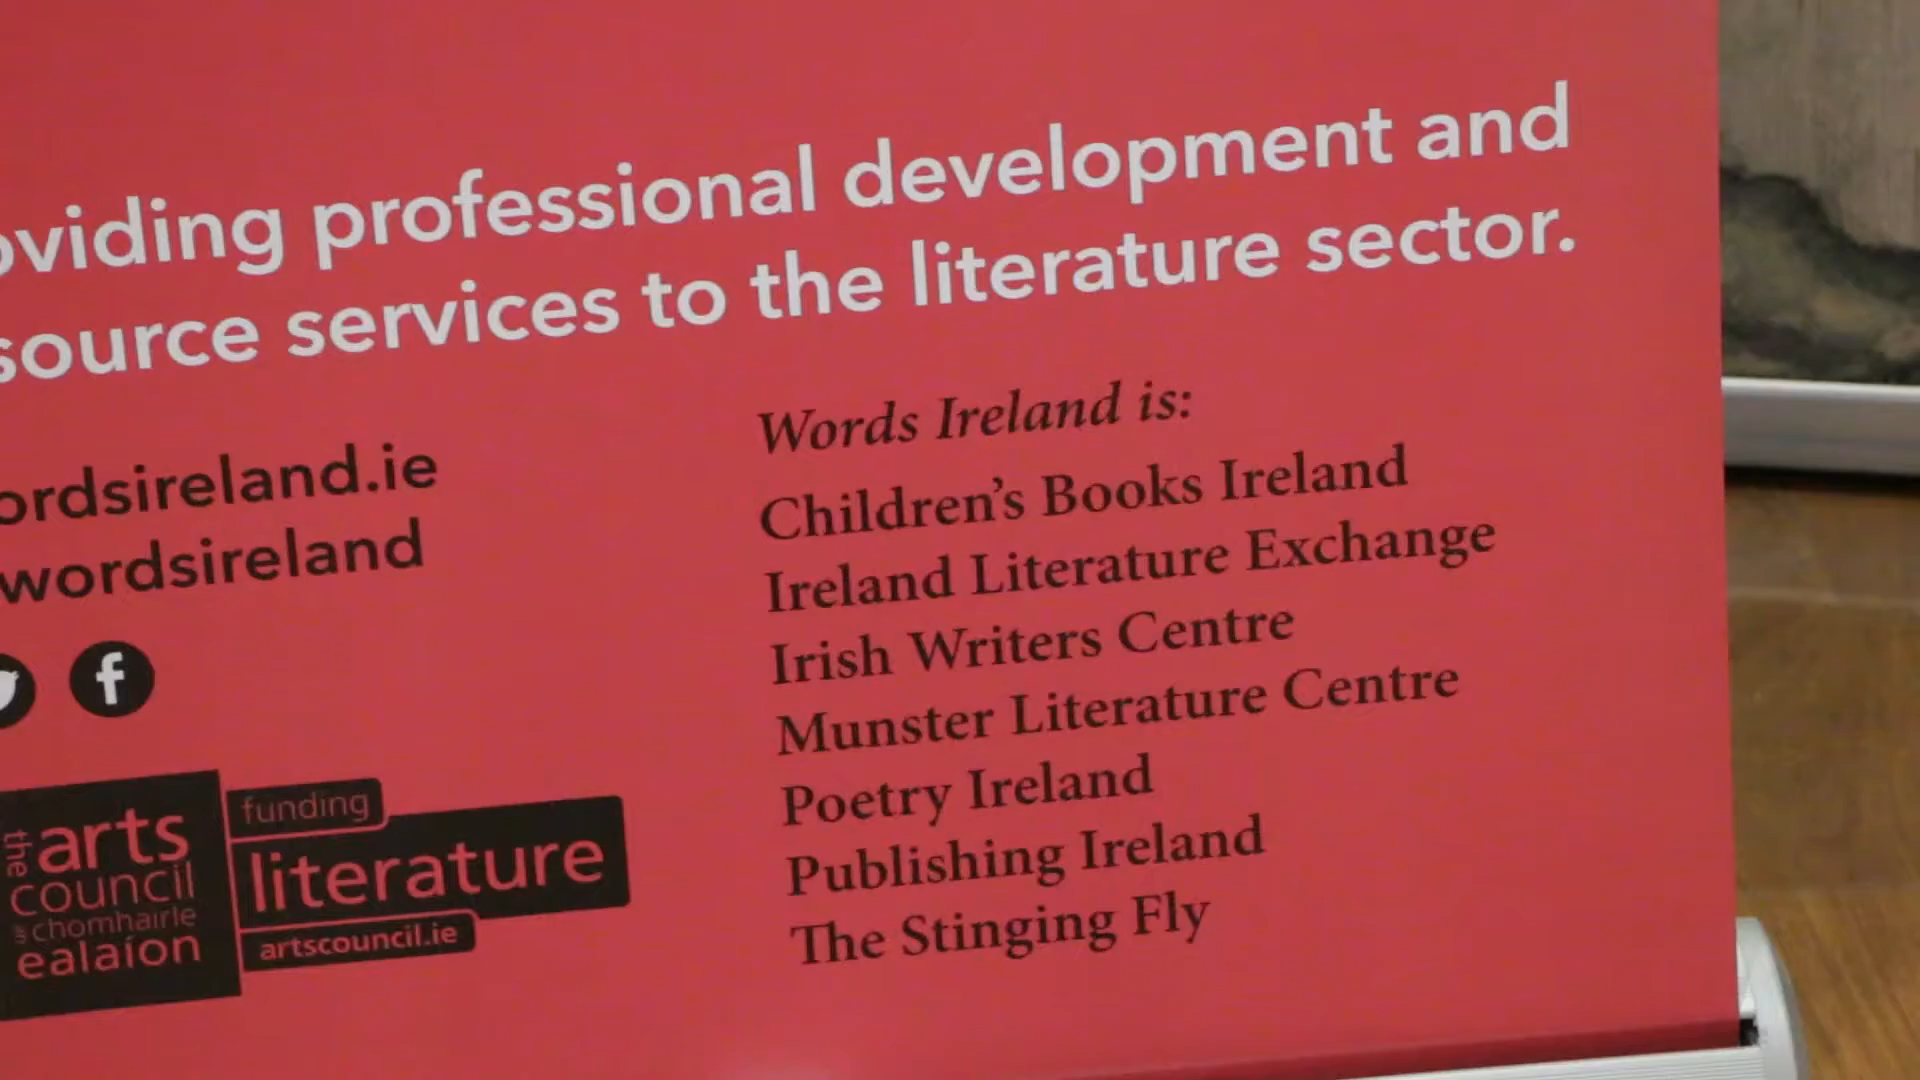 oviding professional development and
source services to the literature sector.
ordsireland.ie
wordsireland
Words Ireland is:
Children's Books Ireland
Ireland Literature Exchange
Irish Writers Centre
Munster Literature Centre
Poetry Ireland
Publishing Ireland
The Stinging Fly
the arts
council
chomhairle
ealaíon
funding
literature
artscouncil.ie